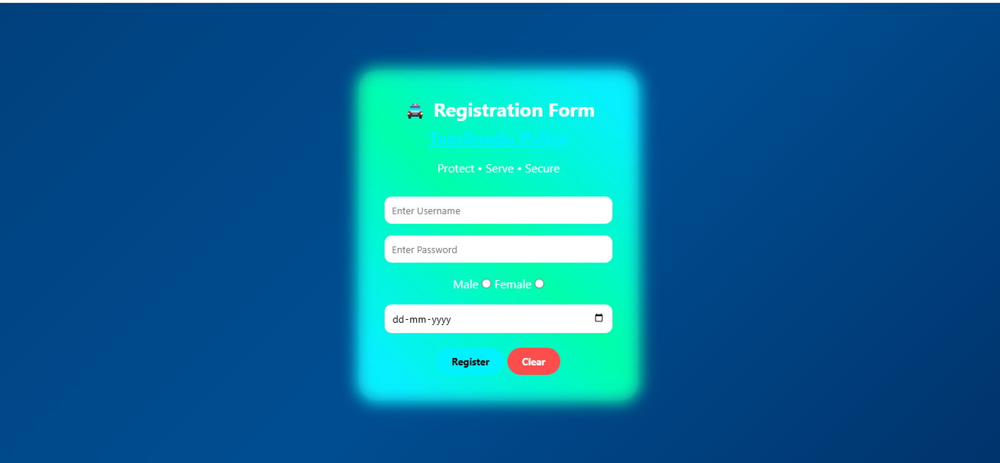 Registration Form
Tamilnadu Police
Protect • Serve • Secure
Enter Username
Enter Password
Male Female
dd-mm-yyyy
Register Clear